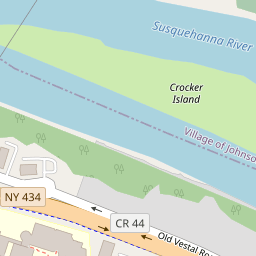 Susquehanna River
Crocker
Island
Village of Johnso
NY 434
CR 44
Old Vestal Ro